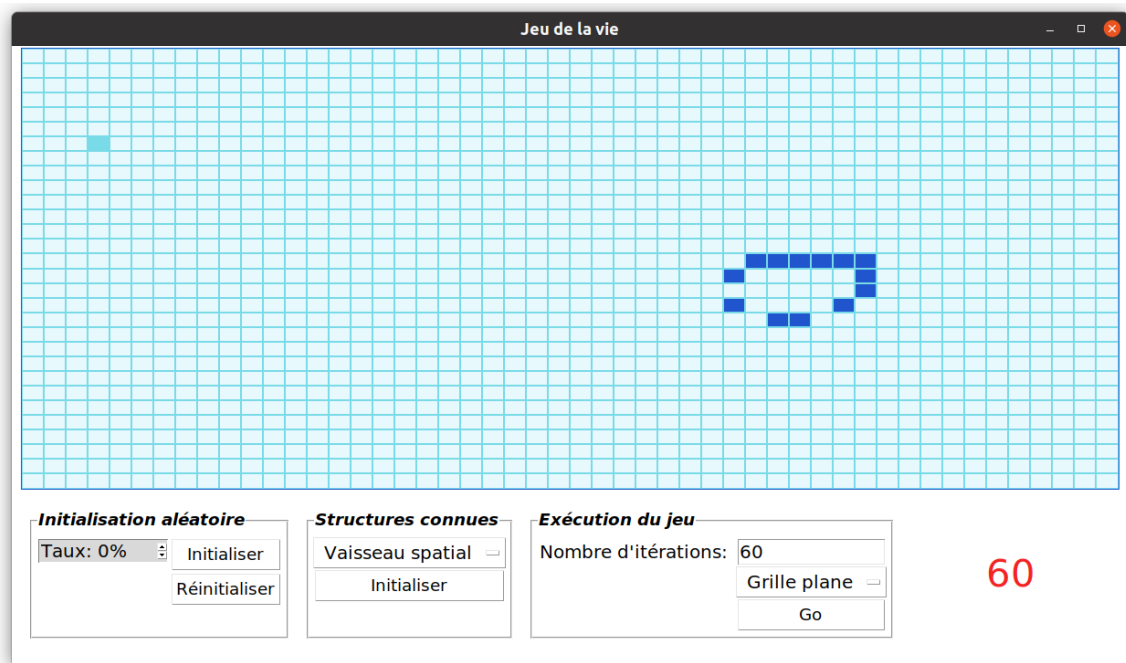 Jeu de la vie
Initialisation aléatoire
Taux: 0%
Initialiser
Réinitialiser
Structures connues
Vaisseau spatial
Initialiser
Exécution du jeu
Nombre d'itérations: 60
Grille plane
Go
60